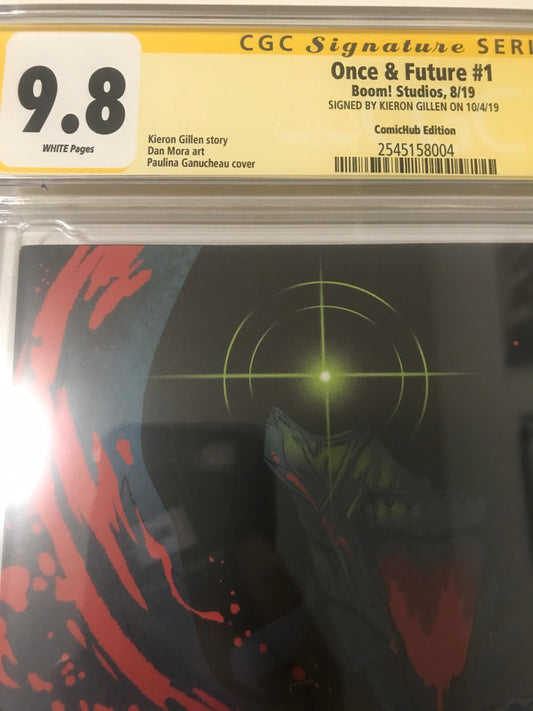 CGC Signature SERI
9.8
WHITE Pages
Once & Future #1
Boom! Studios, 8/19
SIGNED BY KIERON GILLEN ON 10/4/19
ComicHub Edition
Kieron Gillen story
Dan Mora art
Paulina Ganucheau cover
2545158004